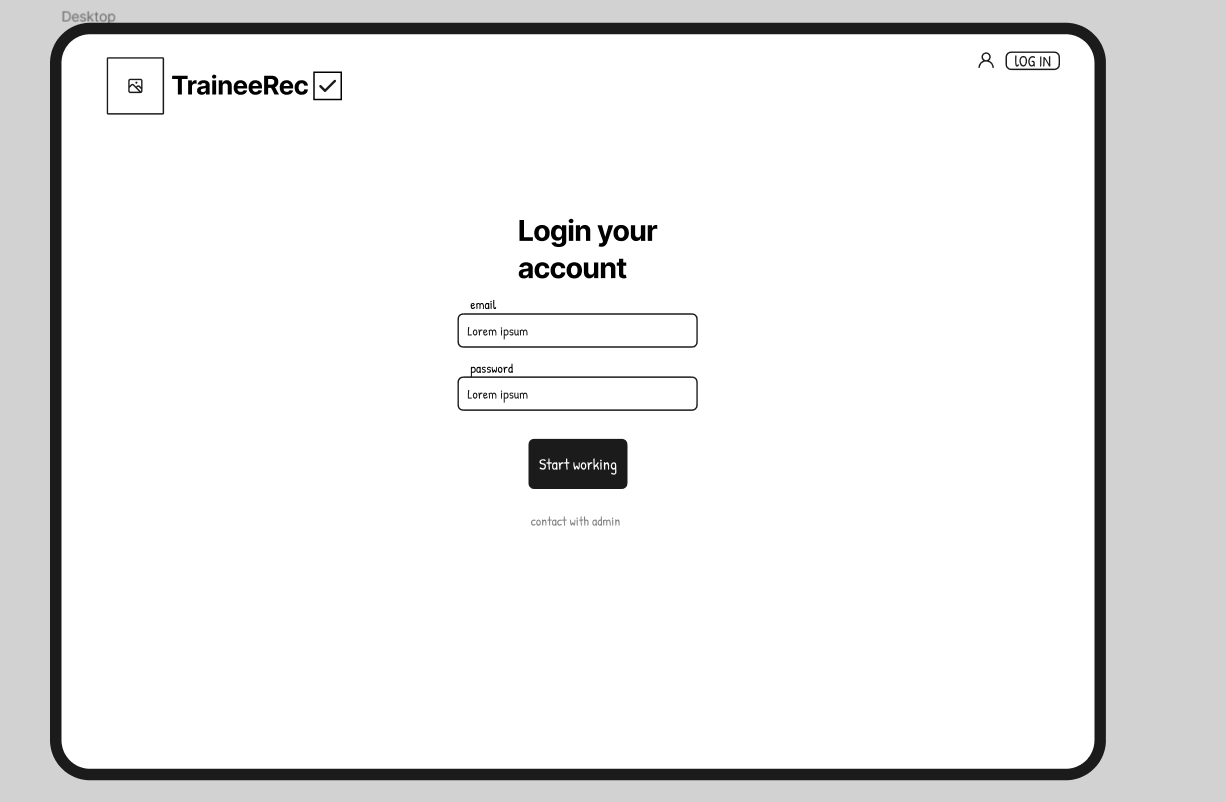 Desktop
TraineeRec
LOG IN
Login your
account
email
Lorem ipsum
password
Lorem ipsum
Start working
contact with admin